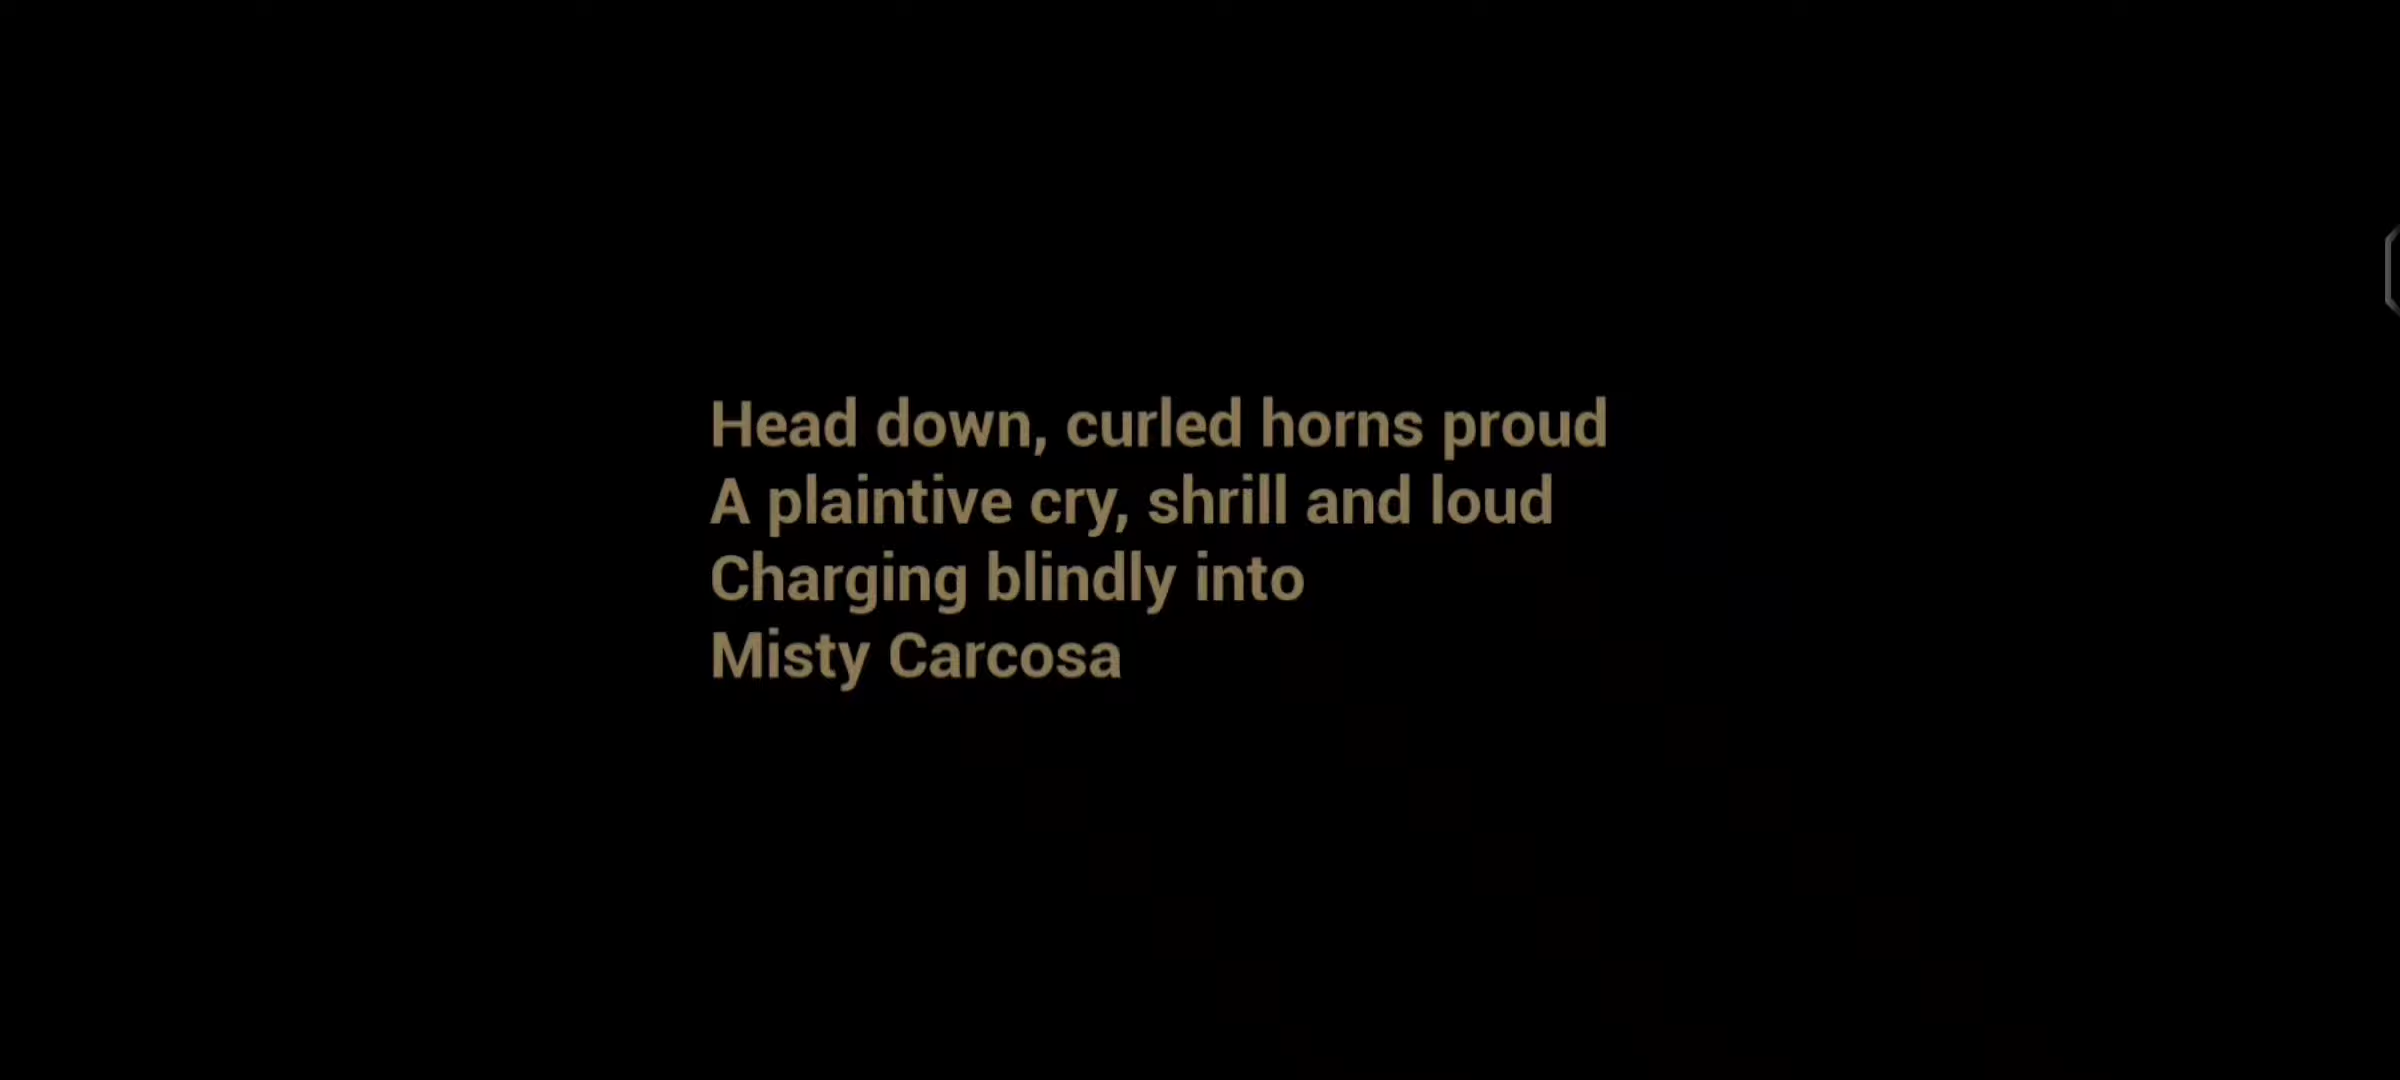 Head down, curled horns proud
A plaintive cry, shrill and loud
Charging blindly into
Misty Carcosa